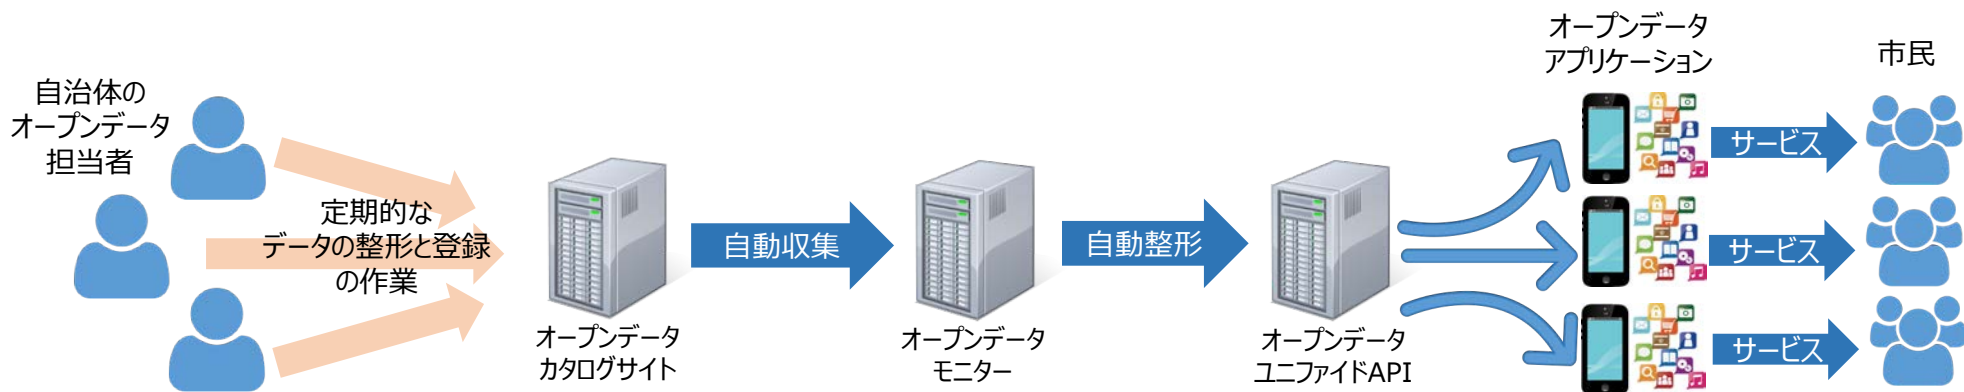 自治体の
オープンデータ
担当者
定期的な
データの整形と登録
の作業
オープンデータ
カタログサイト
自動収集
オープンデータ
モニター
自動整形
オープンデータ
ユニファイドAPI
オープンデータ
アプリケーション
サービス
サービス
サービス
市民